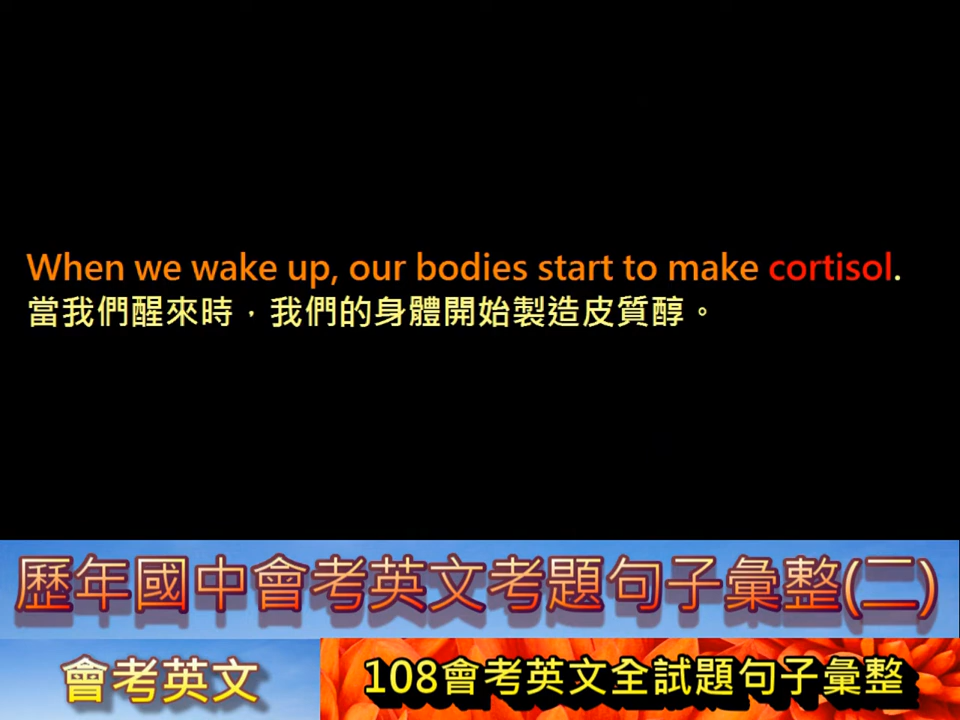 When we wake up, our bodies start to make cortisol.
當我們醒來時，我們的身體開始製造皮質醇。
歷年國中會考英文考題句子彙整(二)
會考英文
108會考英文全試題句子彙整